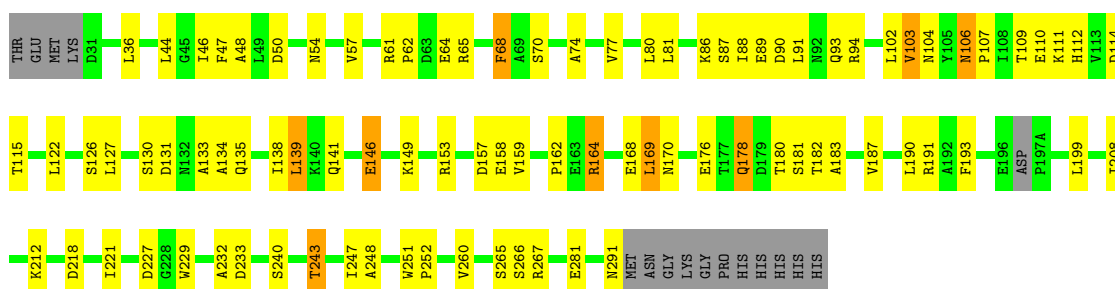 THR GLU MET LYS D31 L36 L44 G45 I46 F47 A48 L49 D50 N54 V57 R61 P62 D63 E64 R65 F68 A69 S70 A74 V77 L80 L81 K86 S87 I88 E89 D90 L91 N92 Q93 R94 L102 V103 N104 Y105 N106 P107 I108 T109 E110 K111 H112 V113
T115 L122 S126 L127 S130 D131 N132 A133 A134 Q135 I138 L139 K140 Q141 E146 K149 R153 D157 E158 V159 P162 E163 R164 E168 L169 N170 E176 T177 Q178 D179 T180 S181 T182 A183 V187 L190 R191 A192 F193 E196 ASP P197A L199
K212 D218 I221 D227 G228 W229 A232 D233 S240 T243 I247 A248 W251 P252 V260 S265 S266 R267 E281 N291 MET ASN GLY LYS GLY PRO HIS HIS HIS HIS HIS HIS